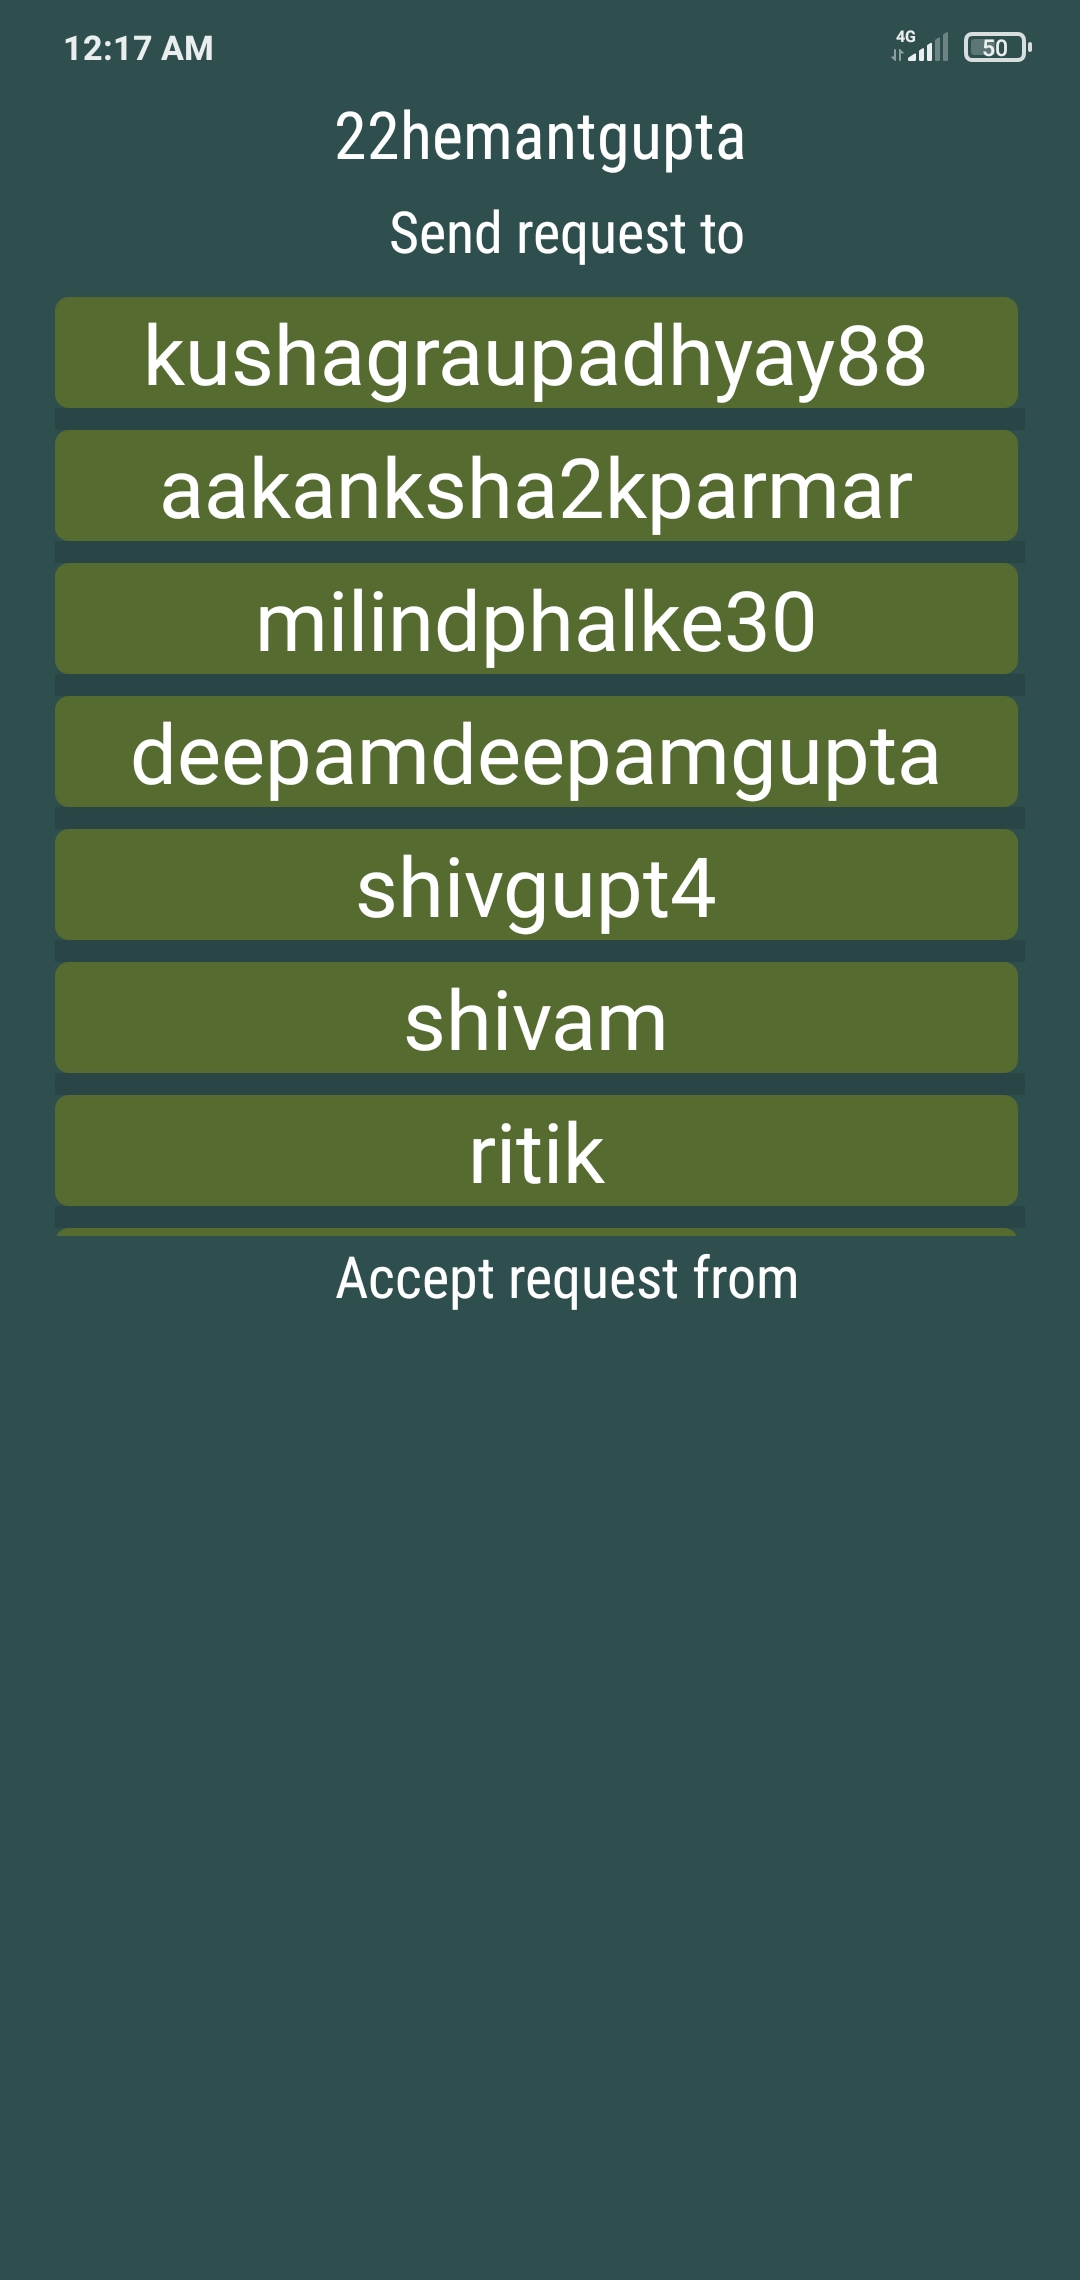 12:17 AM 4G 50
22hemantgupta
Send request to
kushagraupadhyay88
aakanksha2kparmar
milindphalke30
deepamdeepamgupta
shivgupt4
shivam
ritik
Accept request from